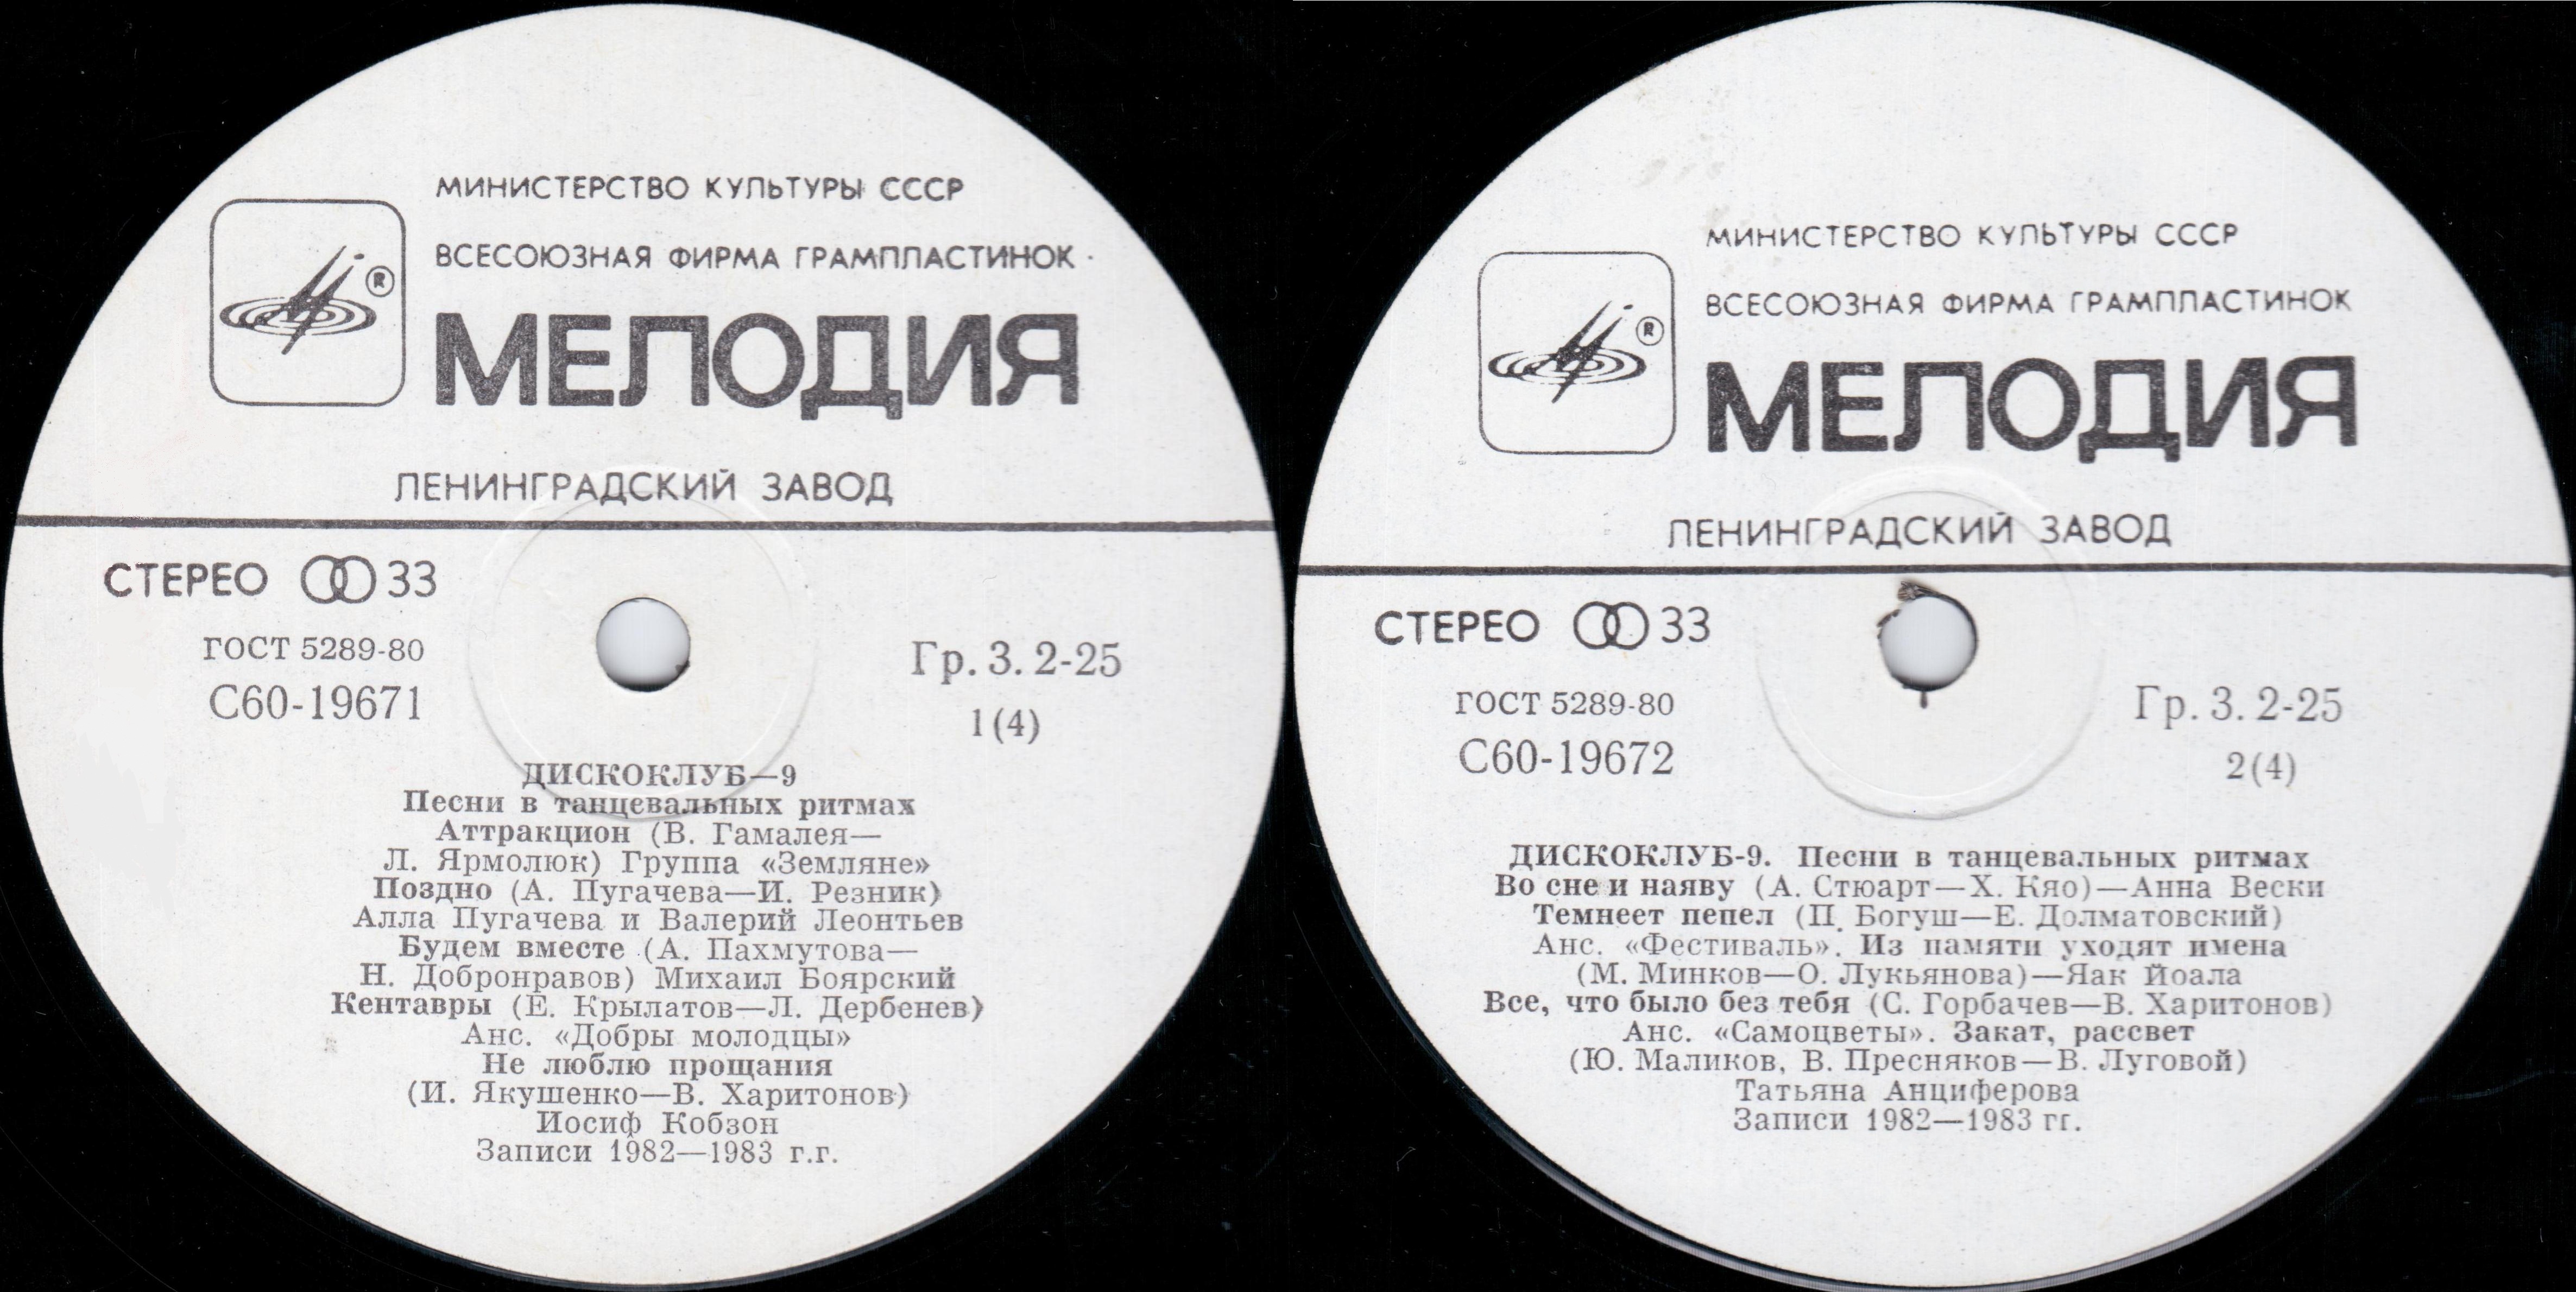 МИНИСТЕРСТВО КУЛЬТУРЫ СССР
ВСЕСОЮЗНАЯ ФИРМА ГРАМПЛАСТИНОК
®
МЕЛОДИЯ
ЛЕНИНГРАДСКИЙ ЗАВОД
СТЕРЕО 33
ГОСТ 5289-80
С60-19671
Гр. 3. 2-25
1(4)
ДИСКОКЛУБ—9
Песни в танцевальных ритмах
Аттракцион (В. Гамалея—
Л. Ярмолюк) Группа «Земляне»
Поздно (А. Пугачева—И. Резник)
Алла Пугачева и Валерий Леонтьев
Будем вместе (А. Пахмутова—
Н. Добронравов) Михаил Боярский
Кентавры (Е. Крылатов—Л. Дербенев)
Анс. «Добры молодцы»
Не люблю прощания
(И. Якушенко—В. Харитонов)
Иосиф Кобзон
Записи 1982—1983 г.г.
МИНИСТЕРСТВО КУЛЬТУРЫ СССР
ВСЕСОЮЗНАЯ ФИРМА ГРАМПЛАСТИНОК
®
МЕЛОДИЯ
ЛЕНИНГРАДСКИЙ ЗАВОД
СТЕРЕО 33
ГОСТ 5289-80
С60-19672
Гр. 3. 2-25
2(4)
ДИСКОКЛУБ-9. Песни в танцевальных ритмах
Во сне и наяву (А. Стюарт—Х. Кяо)—Анна Вески
Темнеет пепел (П. Богуш—Е. Долматовский)
Анс. «Фестиваль». Из памяти уходят имена
(М. Минков—О. Лукьянова)—Яак Йоала
Все, что было без тебя (С. Горбачев—В. Харитонов)
Анс. «Самоцветы». Закат, рассвет
(Ю. Маликов, В. Пресняков—В. Луговой)
Татьяна Анциферова
Записи 1982—1983 гг.